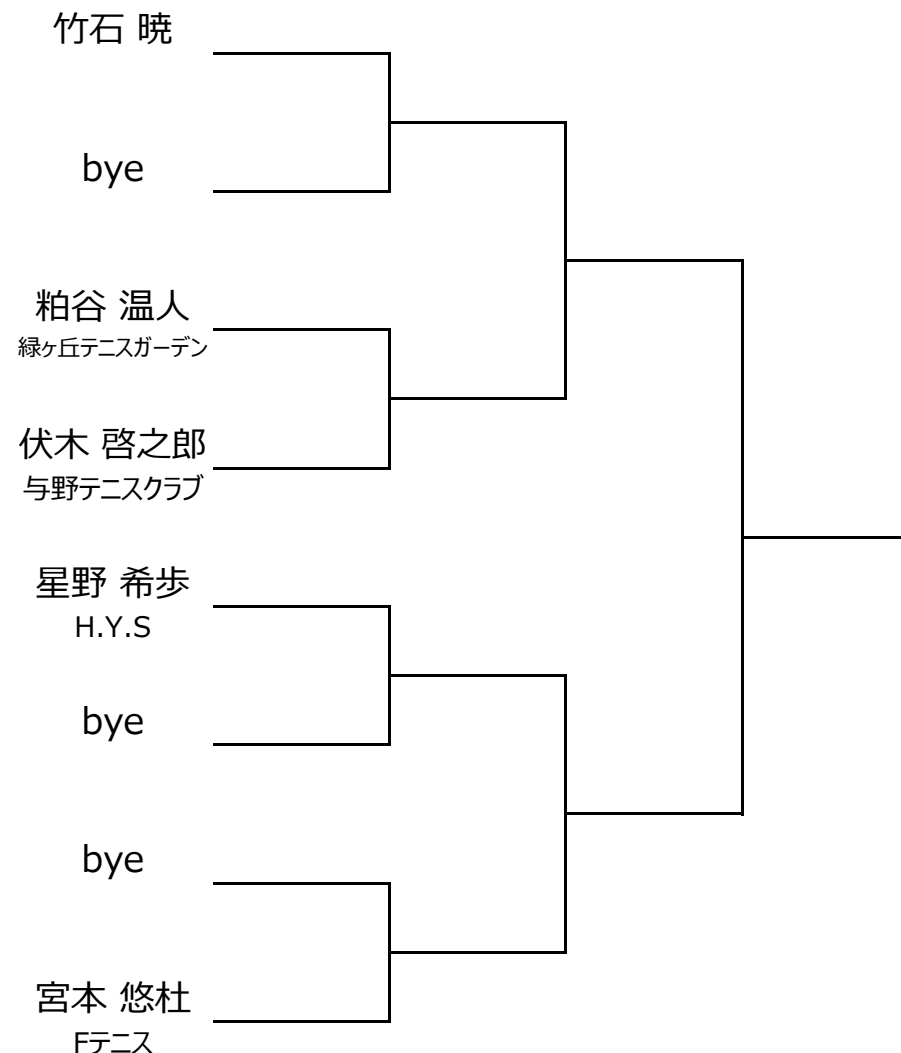 竹石 暁
bye
粕谷 温人
緑ヶ丘テニスガーデン
伏木 啓之郎
与野テニスクラブ
星野 希歩
H.Y.S
bye
bye
宮本 悠杜
Fテニス